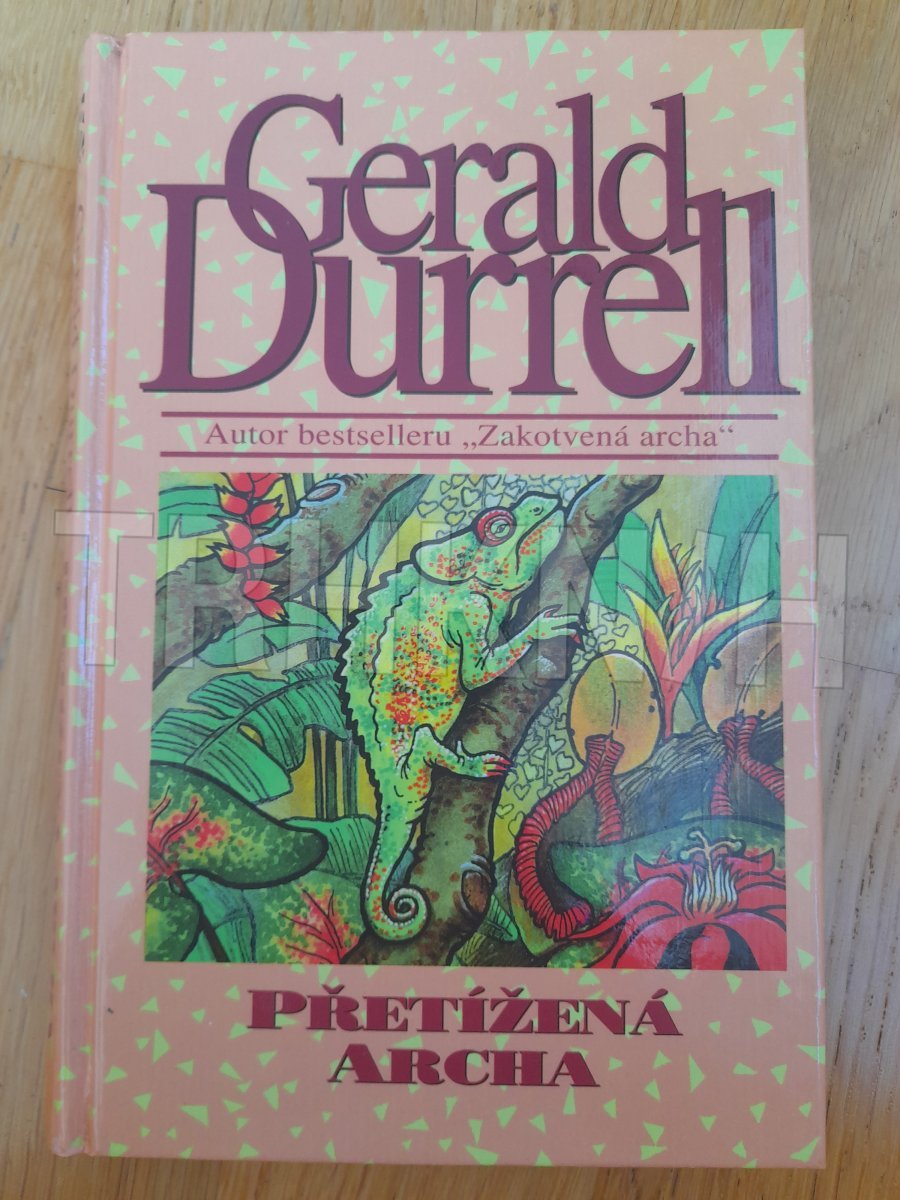 Gerald
Durrell
Autor bestselleru „Zakotvená archa“
PŘETÍŽENÁ
ARCHA